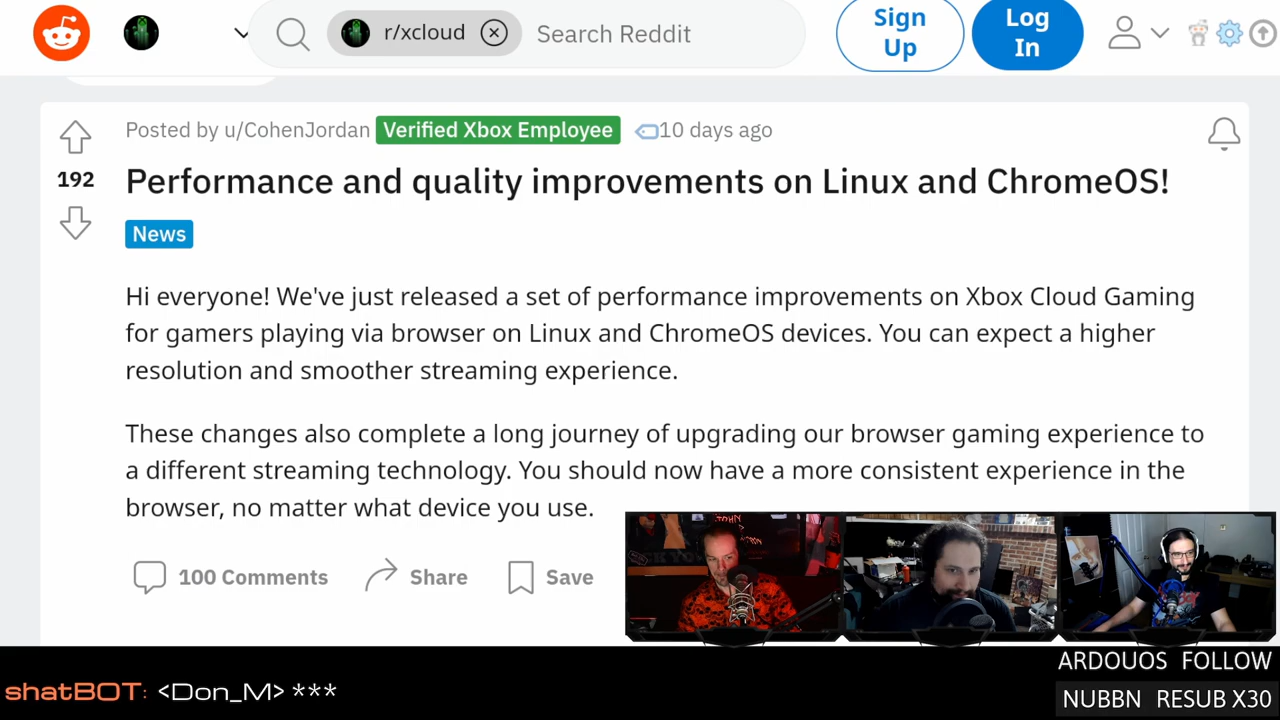 r/xcloud
Search Reddit
Sign
Up
Log
In
Posted by u/CohenJordan Verified Xbox Employee 10 days ago
192
Performance and quality improvements on Linux and ChromeOS!
News
Hi everyone! We've just released a set of performance improvements on Xbox Cloud Gaming
for gamers playing via browser on Linux and ChromeOS devices. You can expect a higher
resolution and smoother streaming experience.
These changes also complete a long journey of upgrading our browser gaming experience to
a different streaming technology. You should now have a more consistent experience in the
browser, no matter what device you use.
100 Comments Share Save
shatBOT: <Don_M> ***
ARDOUOS FOLLOW
NUBBN RESUB X30